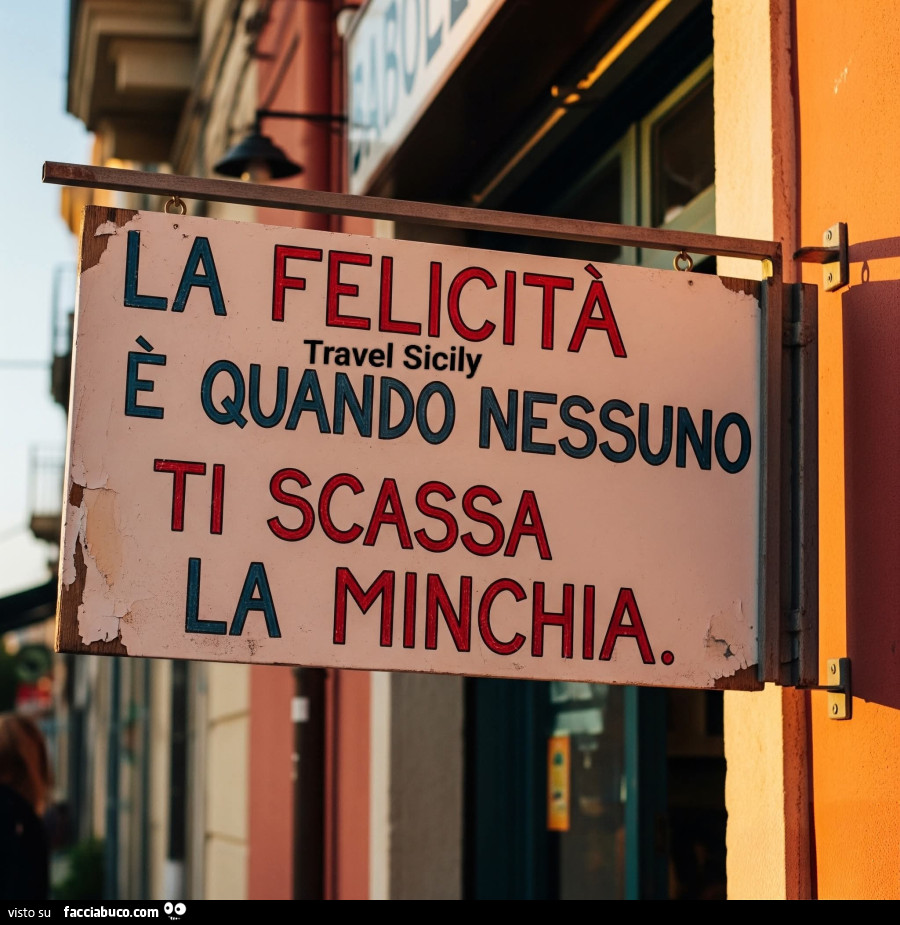 LA FELICITÀ
Travel Sicily
È QUANDO NESSUNO
TI SCASSA
LA MINCHIA.
visto su facciabuco.com